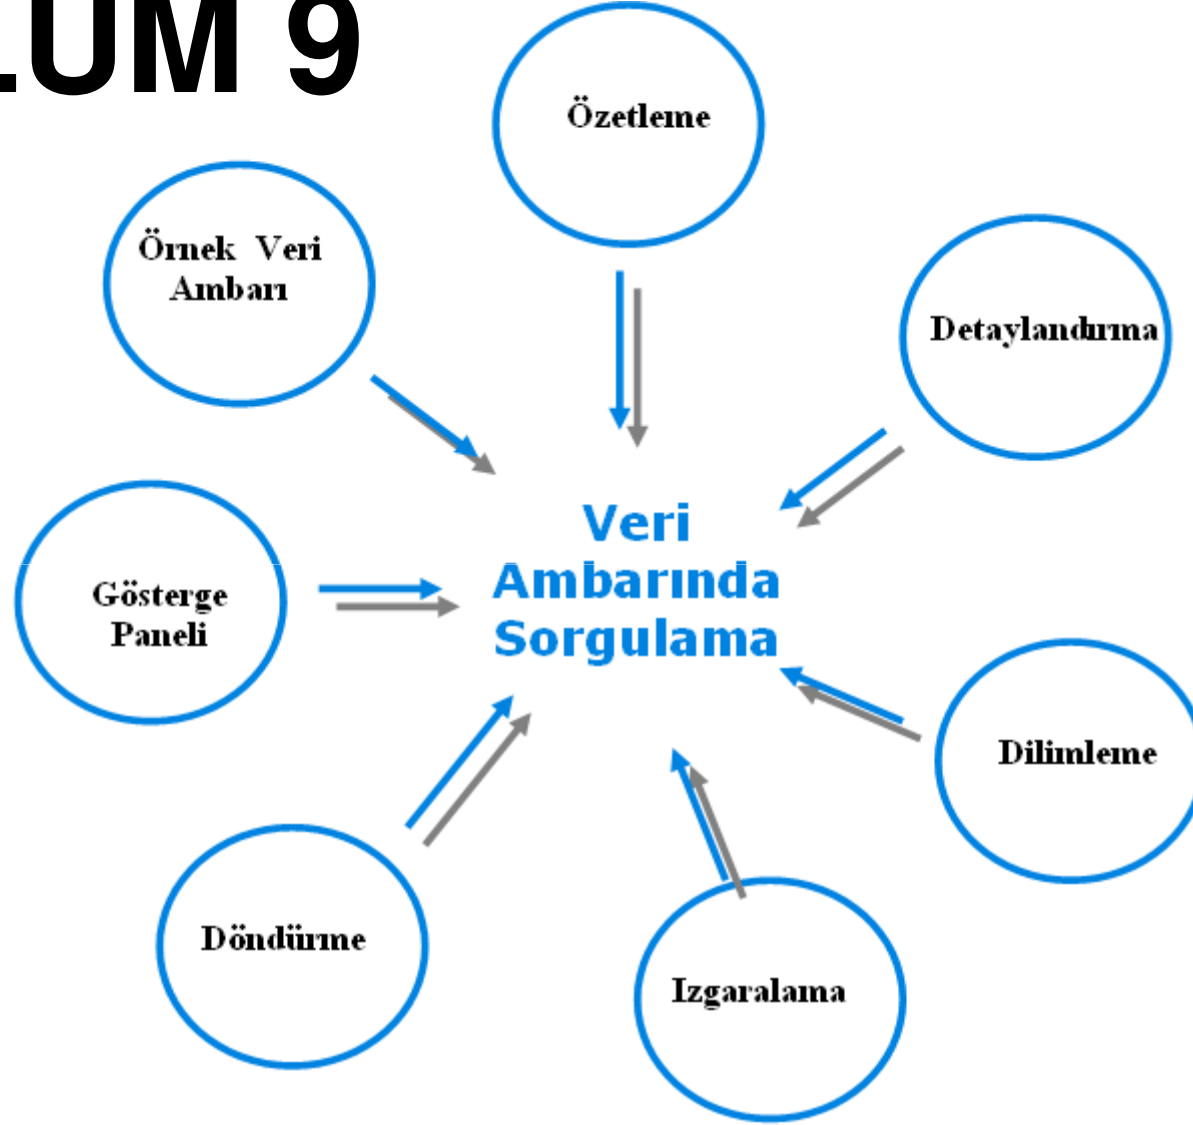 LUM 9
Özetleme
Örnek Veri
Ambarı
Detaylandırma
Veri
Ambarında
Sorgulama
Gösterge
Paneli
Dilimleme
Döndürme
Izgaralama